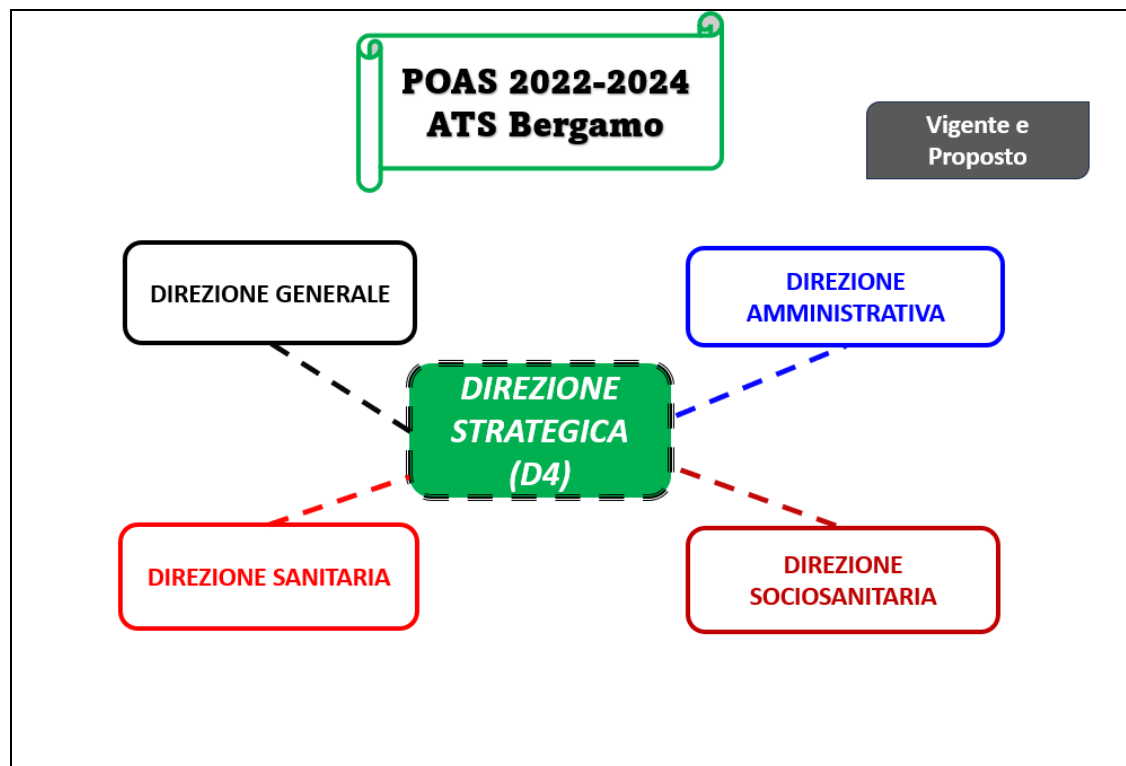 POAS 2022-2024
ATS Bergamo
Vigente e
Proposto
DIREZIONE GENERALE
DIREZIONE
AMMINISTRATIVA
DIREZIONE
STRATEGICA
(D4)
DIREZIONE SANITARIA
DIREZIONE
SOCIOSANITARIA